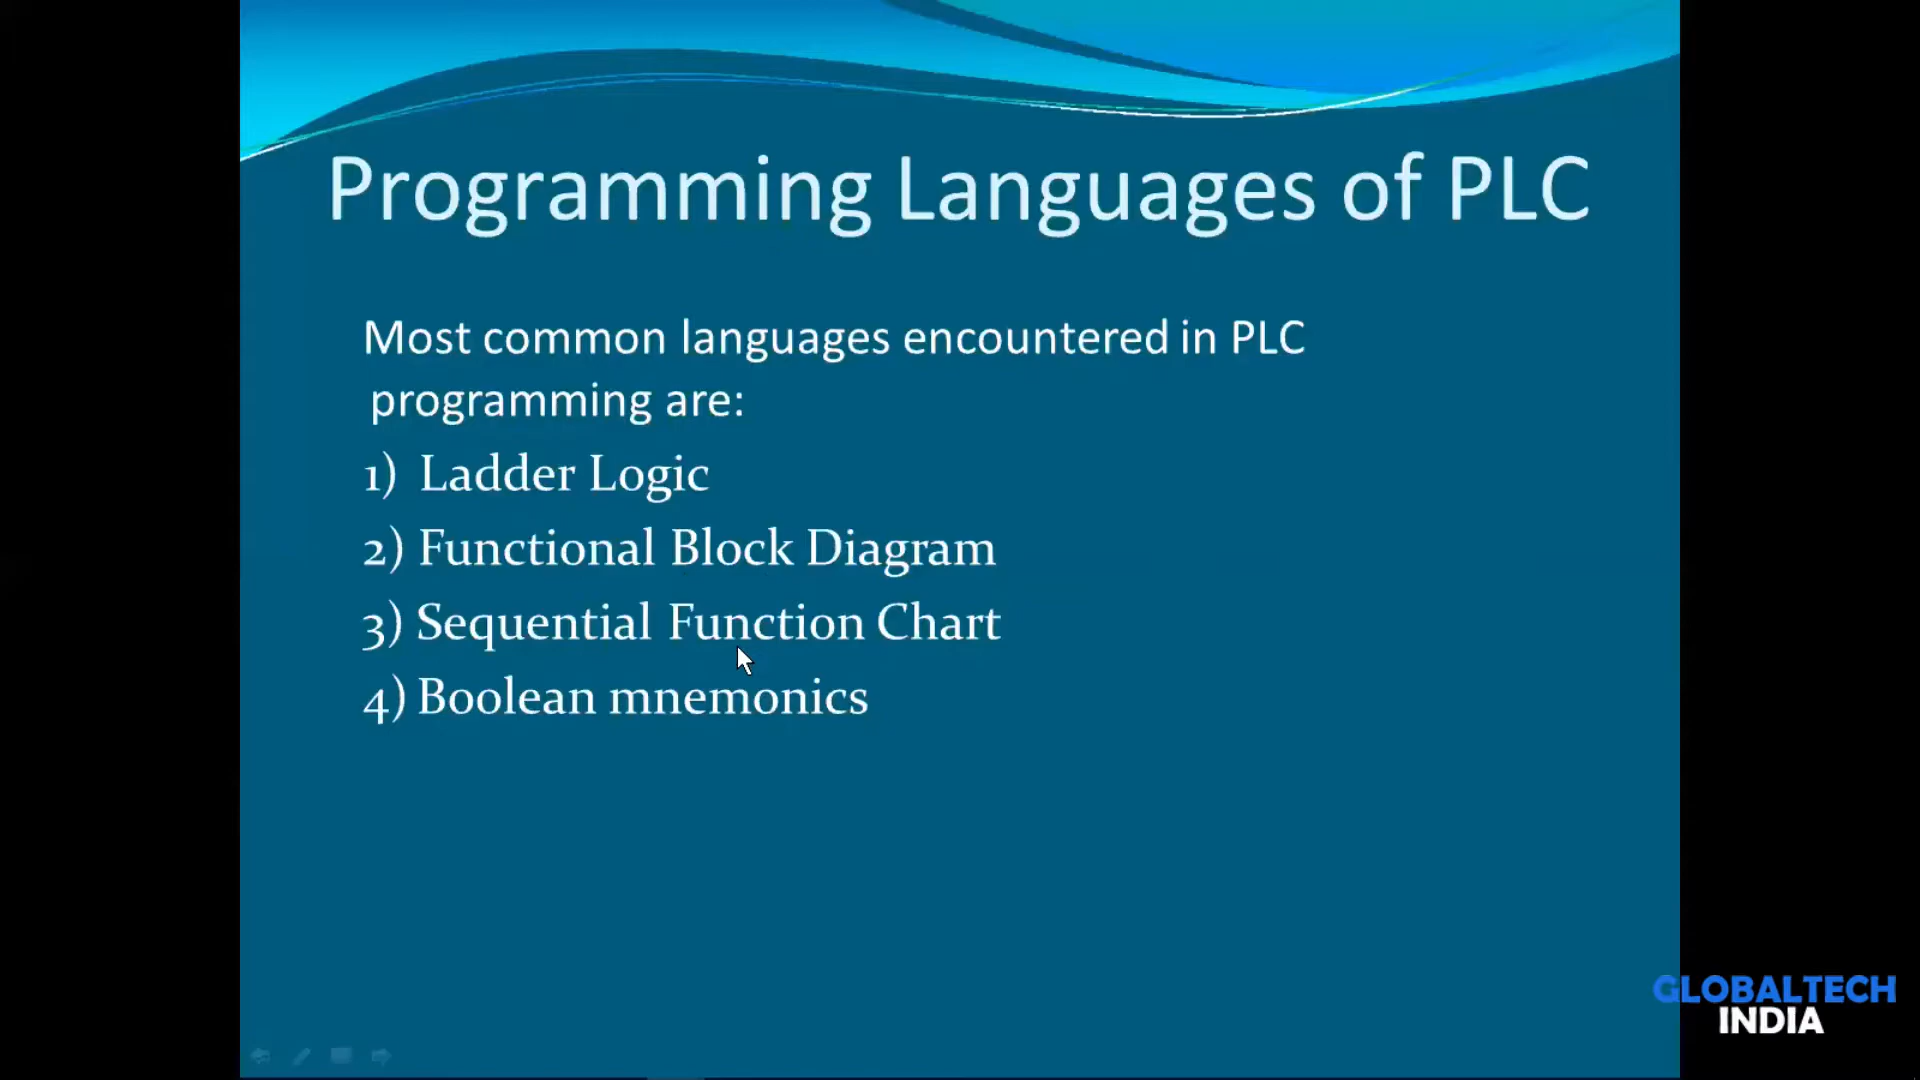 Programming Languages of PLC
Most common languages encountered in PLC
programming are:
1) Ladder Logic
2) Functional Block Diagram
3) Sequential Function Chart
4) Boolean mnemonics
GLOBALTECH
INDIA